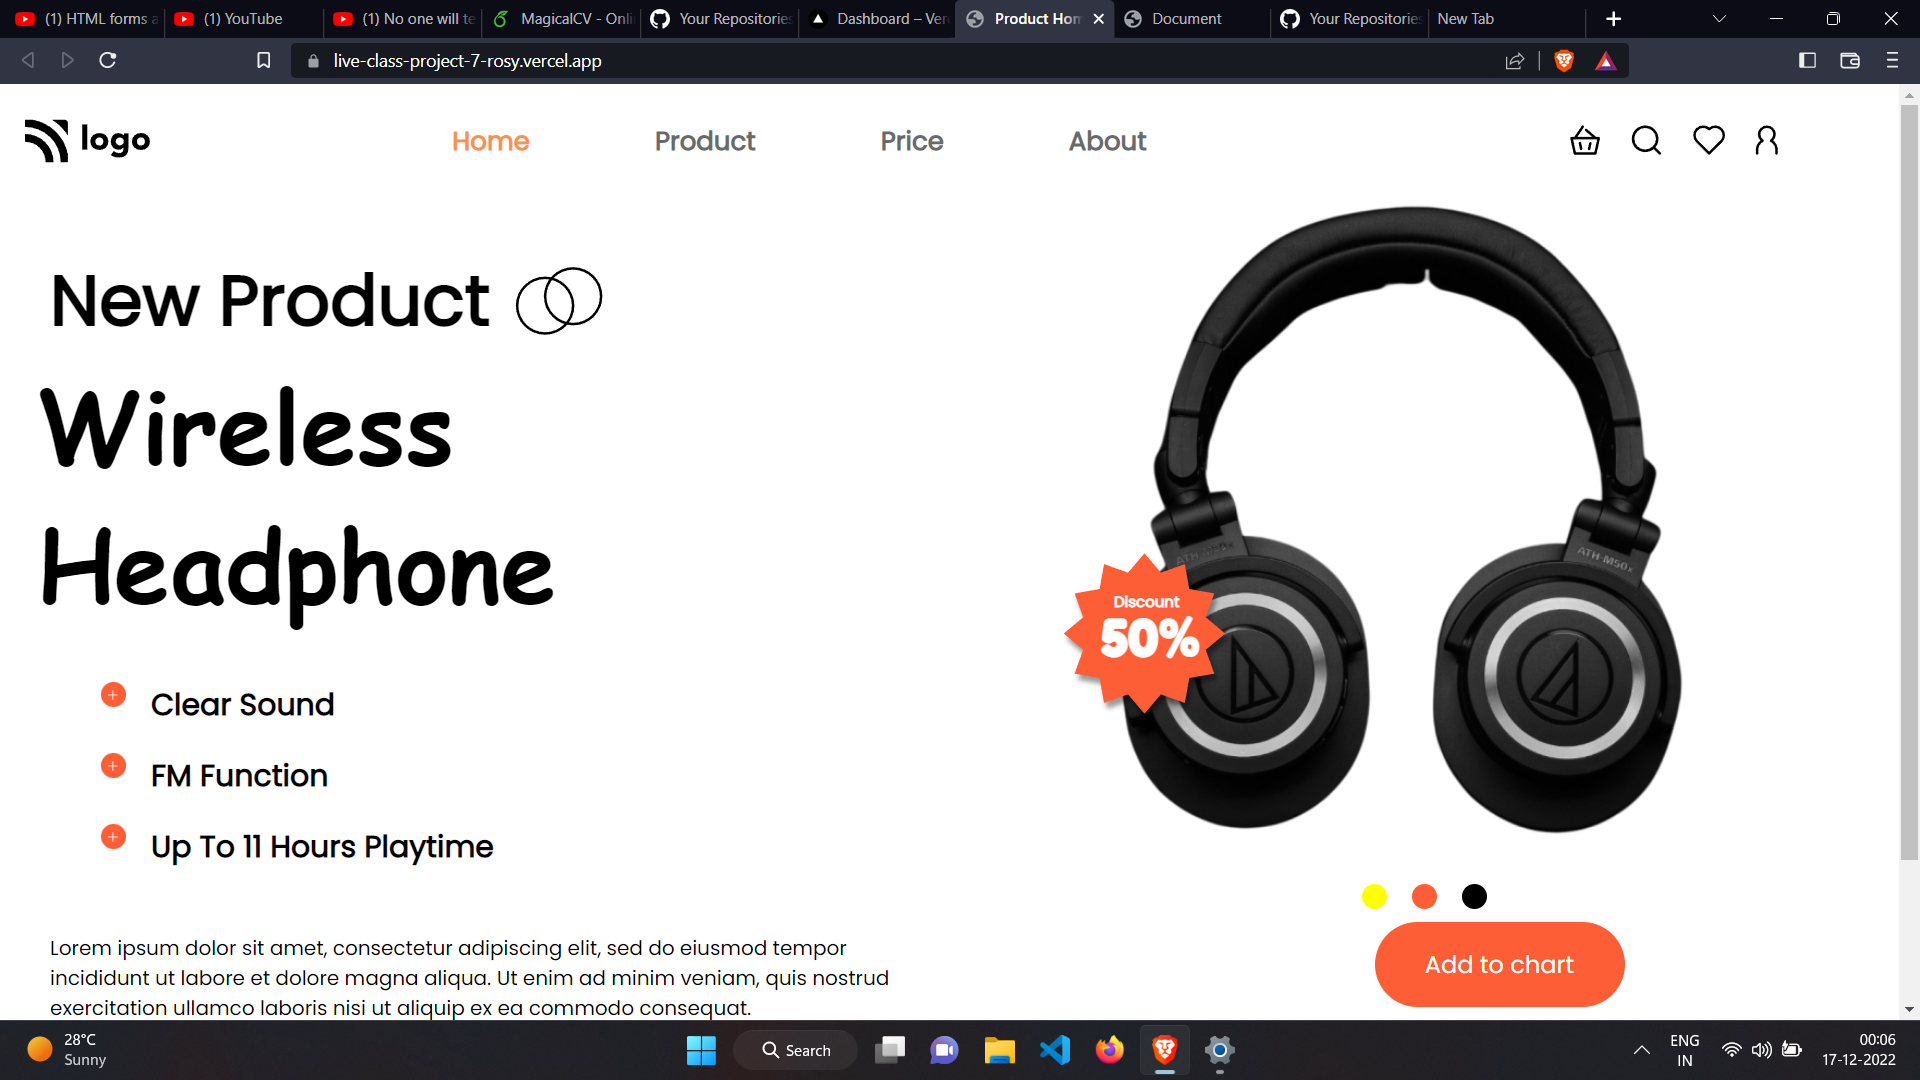 (1) HTML forms a
(1) YouTube
(1) No one will te
MagicalCV - Onli
Your Repositories
Dashboard – Ver
Product Hom
Document
Your Repositories
New Tab
live-class-project-7-rosy.vercel.app
logo
Home
Product
Price
About
New Product
Wireless
Headphone
ATH-M50x
Discount
50%
Clear Sound
FM Function
Up To 11 Hours Playtime
Lorem ipsum dolor sit amet, consectetur adipiscing elit, sed do eiusmod tempor
incididunt ut labore et dolore magna aliqua. Ut enim ad minim veniam, quis nostrud
exercitation ullamco laboris nisi ut aliquip ex ea commodo consequat.
Add to chart
28°C
Sunny
Search
ENG
IN
00:06
17-12-2022